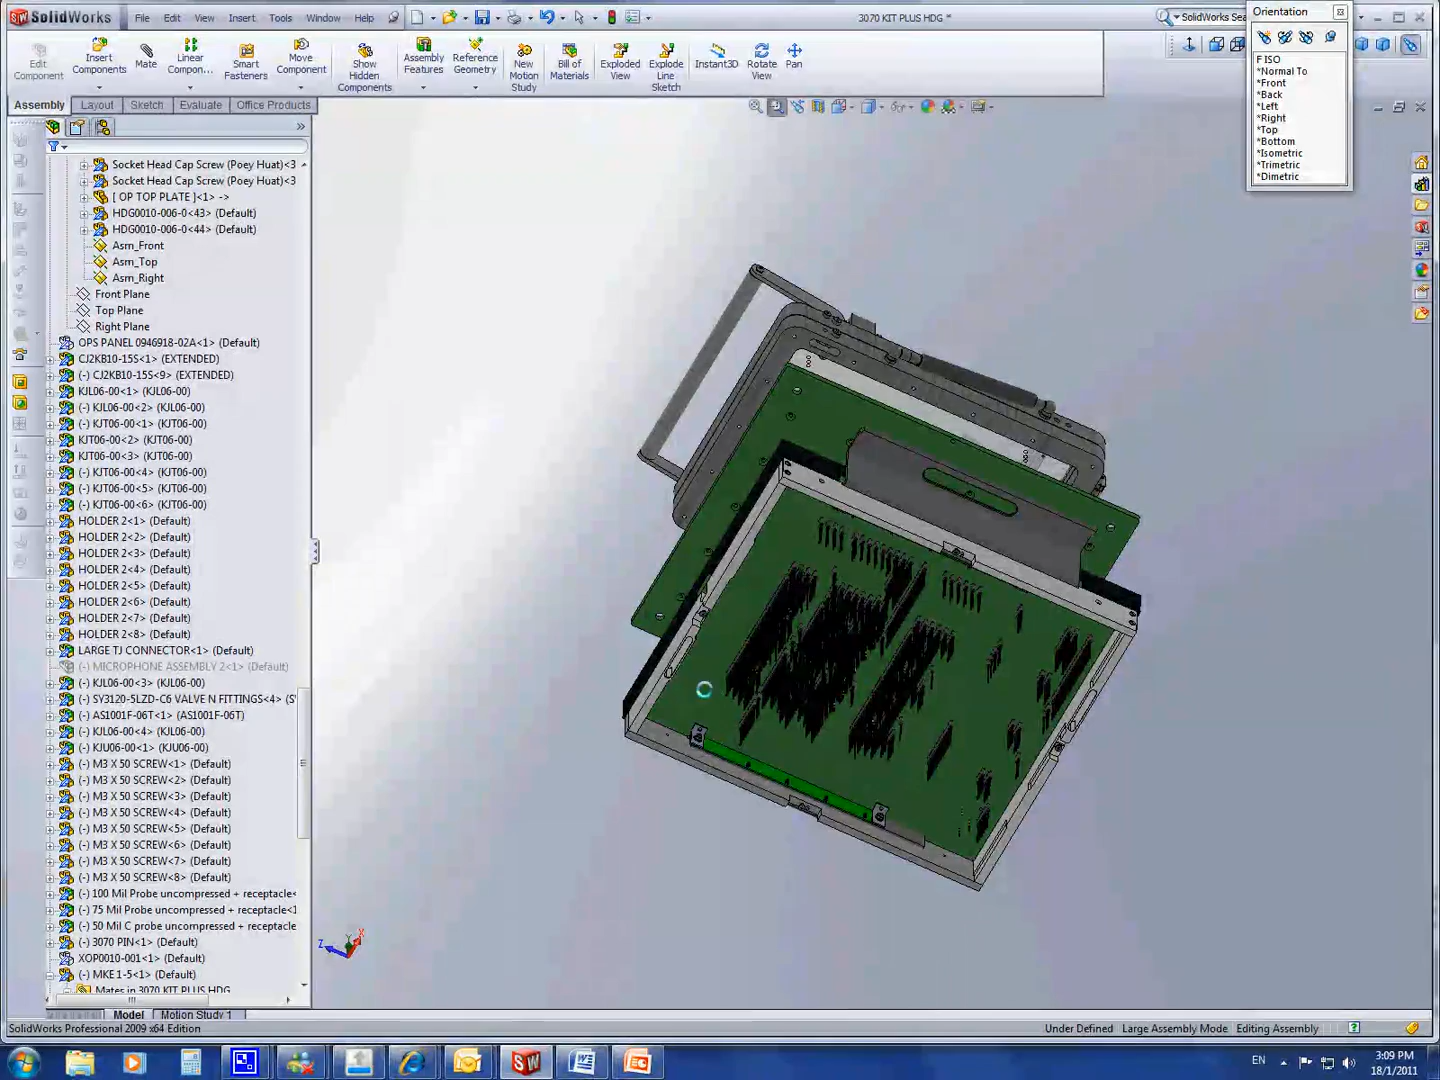 SolidWorks File Edit View Insert Tools Window Help 3070 KIT PLUS HDG * SolidWorks Sea
Orientation
Edit Component
Insert Components
Mate
Linear Compon...
Smart Fasteners
Move Component
Show Hidden Components
Assembly Features
Reference Geometry
New Motion Study
Bill of Materials
Exploded View
Explode Line Sketch
Instant3D
Rotate View
Pan
F ISO
*Normal To
*Front
*Back
*Left
*Right
*Top
*Bottom
*Isometric
*Trimetric
*Dimetric
Assembly Layout Sketch Evaluate Office Products
Socket Head Cap Screw (Poey Huat)<3
Socket Head Cap Screw (Poey Huat)<3
[ OP TOP PLATE ]<1> ->
HDG0010-006-0<43> (Default)
HDG0010-006-0<44> (Default)
Asm_Front
Asm_Top
Asm_Right
Front Plane
Top Plane
Right Plane
OPS PANEL 0946918-02A<1> (Default)
CJ2KB10-15S<1> (EXTENDED)
(-) CJ2KB10-15S<9> (EXTENDED)
KJL06-00<1> (KJL06-00)
(-) KJL06-00<2> (KJL06-00)
(-) KJT06-00<1> (KJT06-00)
KJT06-00<2> (KJT06-00)
KJT06-00<3> (KJT06-00)
(-) KJT06-00<4> (KJT06-00)
(-) KJT06-00<5> (KJT06-00)
(-) KJT06-00<6> (KJT06-00)
HOLDER 2<1> (Default)
HOLDER 2<2> (Default)
HOLDER 2<3> (Default)
HOLDER 2<4> (Default)
HOLDER 2<5> (Default)
HOLDER 2<6> (Default)
HOLDER 2<7> (Default)
HOLDER 2<8> (Default)
LARGE TJ CONNECTOR<1> (Default)
(-) MICROPHONE ASSEMBLY 2<1> (Default)
(-) KJL06-00<3> (KJL06-00)
(-) SY3120-5LZD-C6 VALVE N FITTINGS<4> (S
(-) AS1001F-06T<1> (AS1001F-06T)
(-) KJL06-00<4> (KJL06-00)
(-) KJU06-00<1> (KJU06-00)
(-) M3 X 50 SCREW<1> (Default)
(-) M3 X 50 SCREW<2> (Default)
(-) M3 X 50 SCREW<3> (Default)
(-) M3 X 50 SCREW<4> (Default)
(-) M3 X 50 SCREW<5> (Default)
(-) M3 X 50 SCREW<6> (Default)
(-) M3 X 50 SCREW<7> (Default)
(-) M3 X 50 SCREW<8> (Default)
(-) 100 Mil Probe uncompressed + receptacle<
(-) 75 Mil Probe uncompressed + receptacle<1
(-) 50 Mil C probe uncompressed + receptacle
(-) 3070 PIN<1> (Default)
XOP0010-001<1> (Default)
(-) MKE 1-5<1> (Default)
Mates in 3070 KIT PLUS HDG
Z Y X
Model Motion Study 1
SolidWorks Professional 2009 x64 Edition Under Defined Large Assembly Mode Editing Assembly
EN 3:09 PM
18/1/2011